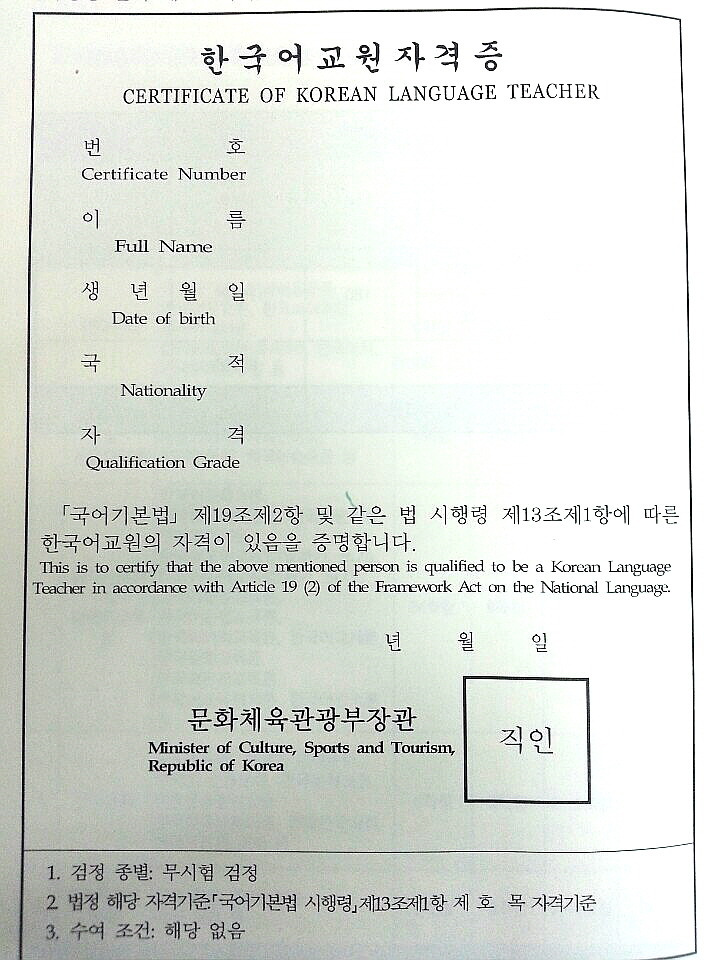 한국어교원자격증
CERTIFICATE OF KOREAN LANGUAGE TEACHER
번 호
Certificate Number
이 름
Full Name
생 년 월 일
Date of birth
국 적
Nationality
자 격
Qualification Grade
「국어기본법」 제19조제2항 및 같은 법 시행령 제13조제1항에 따른
한국어교원의 자격이 있음을 증명합니다.
This is to certify that the above mentioned person is qualified to be a Korean Language
Teacher in accordance with Article 19 (2) of the Framework Act on the National Language.
년 월 일
문화체육관광부장관
직인
Minister of Culture, Sports and Tourism,
Republic of Korea
1. 검정 종별: 무시험 검정
2. 법정 해당 자격기준:「국어기본법 시행령」제13조제1항 제 호 목 자격기준
3. 수여 조건: 해당 없음